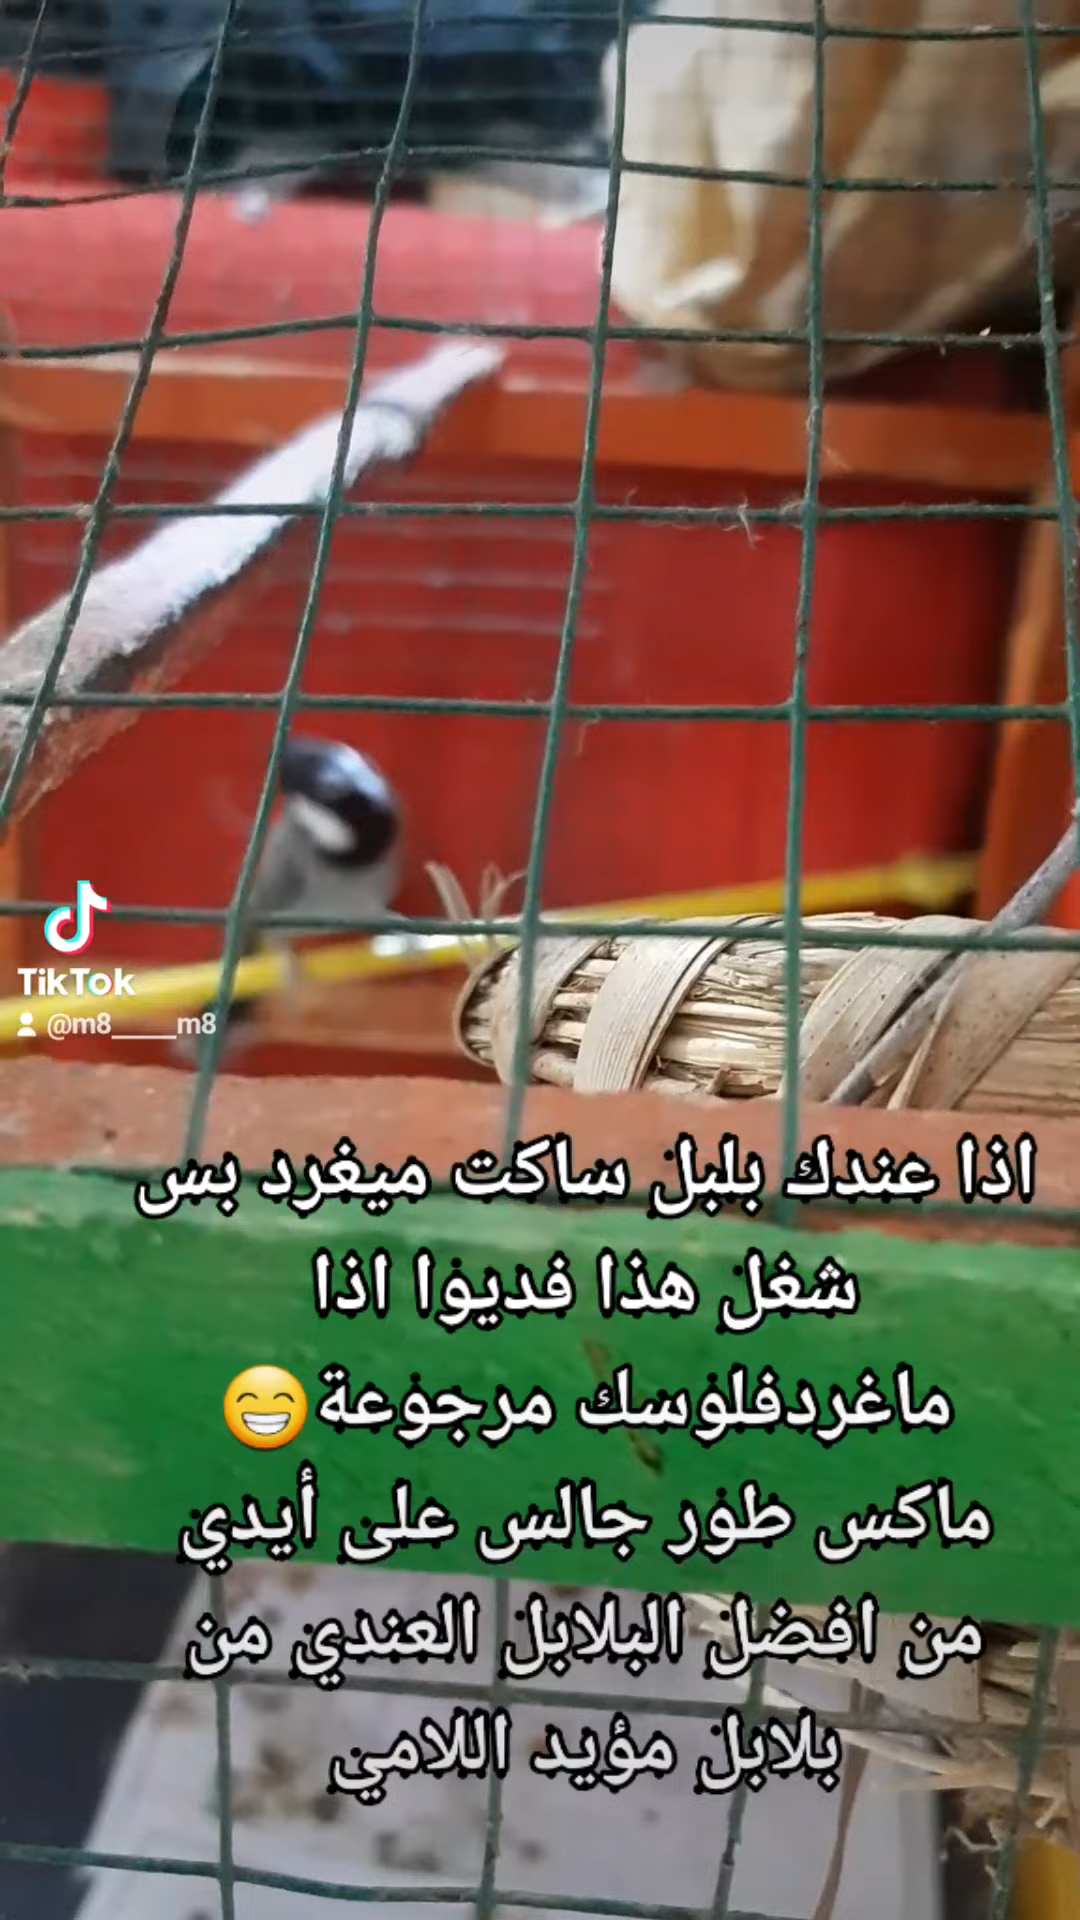 TikTok
@m8_____m8
اذا عندك بلبل ساكت ميغرد بس
شغل هذا فديوا اذا
ماغردفلوسك مرجوعة😁
ماكس طور جالس على أيدي
من افضل البلابل العندي من
بلابل مؤيد اللامي